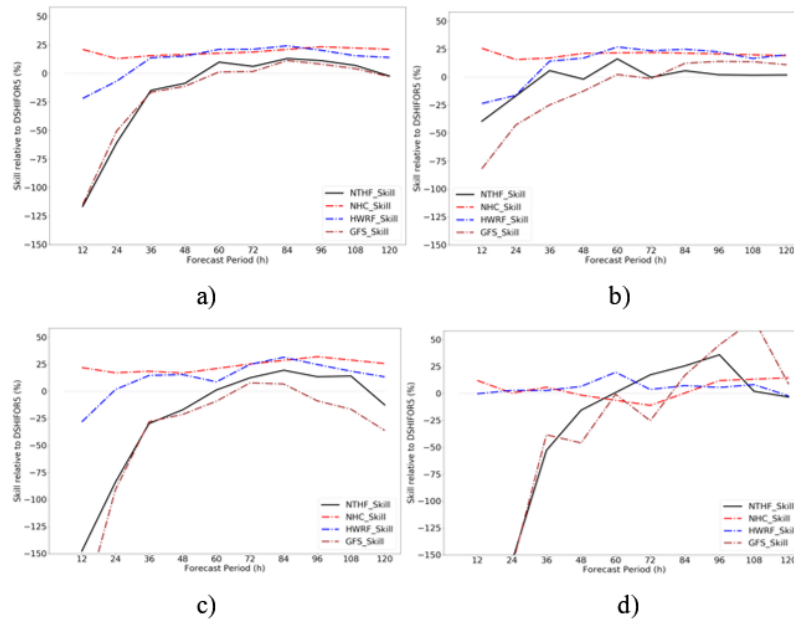 50
25
0
−25
−50
−75
−100
−125
−150
Skill relative to DSHIFOR5 (%)
NTHF_Skill
NHC_Skill
HWRF_Skill
GFS_Skill
12 24 36 48 60 72 84 96 108 120
Forecast Period (h)
a)
50
25
0
−25
−50
−75
−100
−125
−150
Skill relative to DSHIFOR5 (%)
NTHF_Skill
NHC_Skill
HWRF_Skill
GFS_Skill
12 24 36 48 60 72 84 96 108 120
Forecast Period (h)
b)
50
25
0
−25
−50
−75
−100
−125
−150
Skill relative to DSHIFOR5 (%)
NTHF_Skill
NHC_Skill
HWRF_Skill
GFS_Skill
12 24 36 48 60 72 84 96 108 120
Forecast Period (h)
c)
50
25
0
−25
−50
−75
−100
−125
−150
Skill relative to DSHIFOR5 (%)
NTHF_Skill
NHC_Skill
HWRF_Skill
GFS_Skill
12 24 36 48 60 72 84 96 108 120
Forecast Period (h)
d)